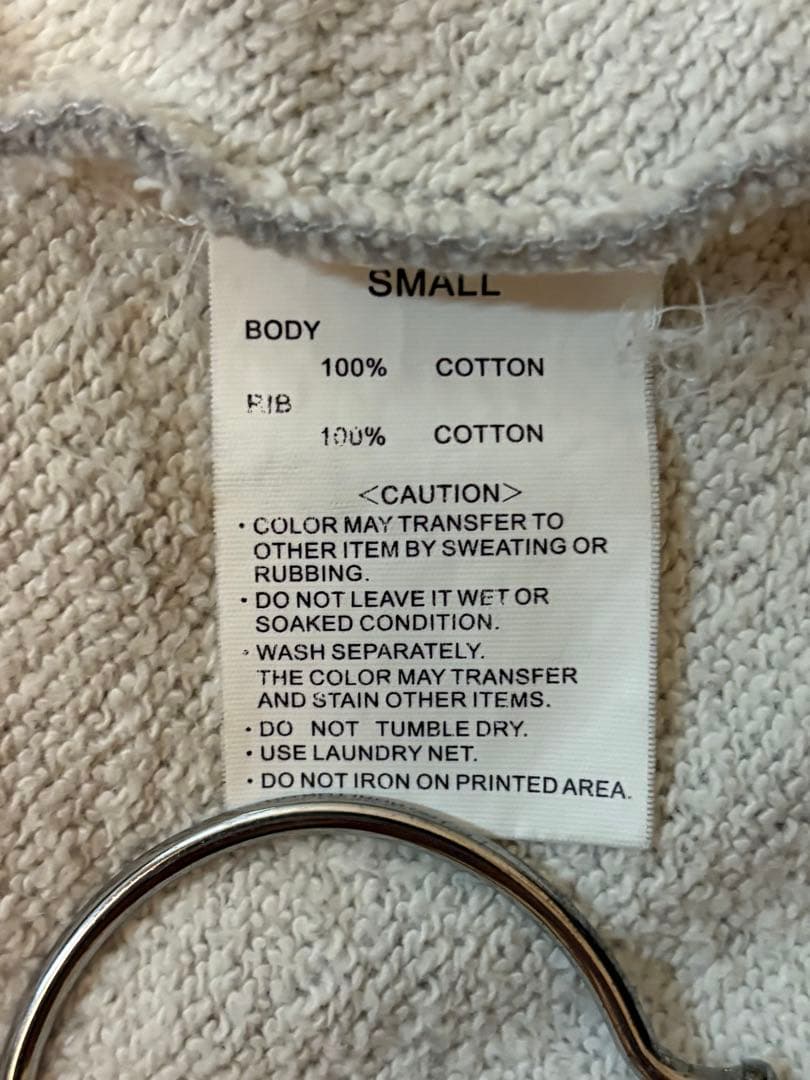 SMALL
BODY
100% COTTON
RIB
100% COTTON
<CAUTION>
・COLOR MAY TRANSFER TO
OTHER ITEM BY SWEATING OR
RUBBING.
・DO NOT LEAVE IT WET OR
SOAKED CONDITION.
・WASH SEPARATELY.
THE COLOR MAY TRANSFER
AND STAIN OTHER ITEMS.
・DO NOT TUMBLE DRY.
・USE LAUNDRY NET.
・DO NOT IRON ON PRINTED AREA.